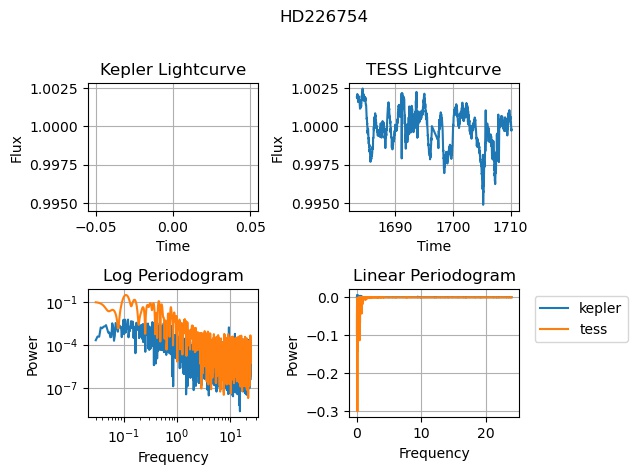 HD226754
Kepler Lightcurve
1.0025
1.0000
0.9975
0.9950
Flux
−0.05
0.00
0.05
Time
TESS Lightcurve
1.0025
1.0000
0.9975
0.9950
Flux
1690
1700
1710
Time
Log Periodogram
10⁻¹
10⁻⁴
10⁻⁷
Power
10⁻¹
10⁰
10¹
Frequency
Linear Periodogram
0.0
−0.1
−0.2
−0.3
Power
0
10
20
Frequency
kepler
tess